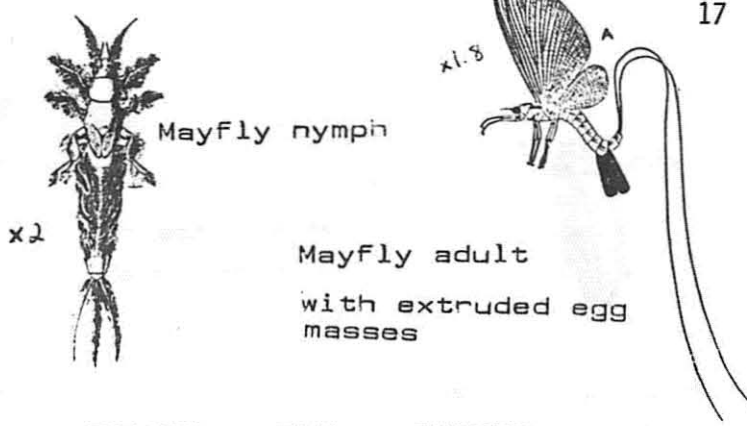 17
x1.8
A
Mayfly nymph
x2
Mayfly adult
with extruded egg
masses